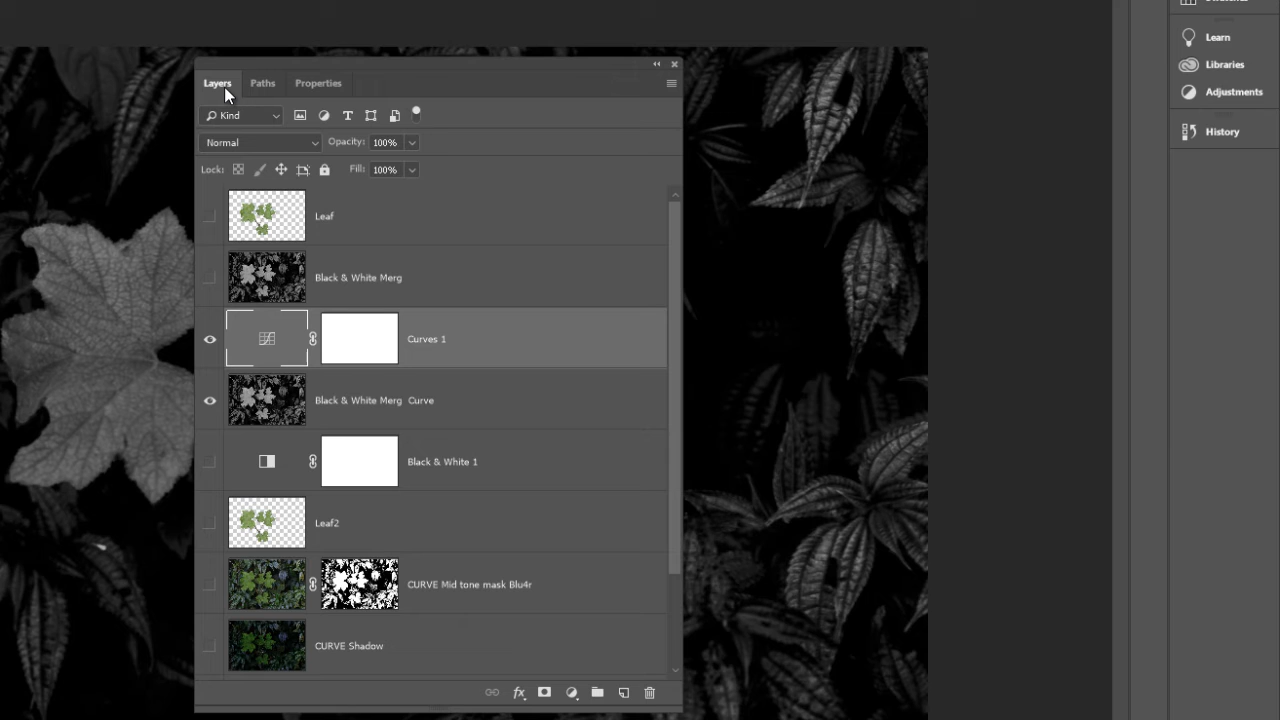 Learn
Libraries
Adjustments
History
Layers Paths Properties
Kind
Normal Opacity: 100%
Lock: Fill: 100%
Leaf
Black & White Merg
Curves 1
Black & White Merg Curve
Black & White 1
Leaf2
CURVE Mid tone mask Blu4r
CURVE Shadow
fx